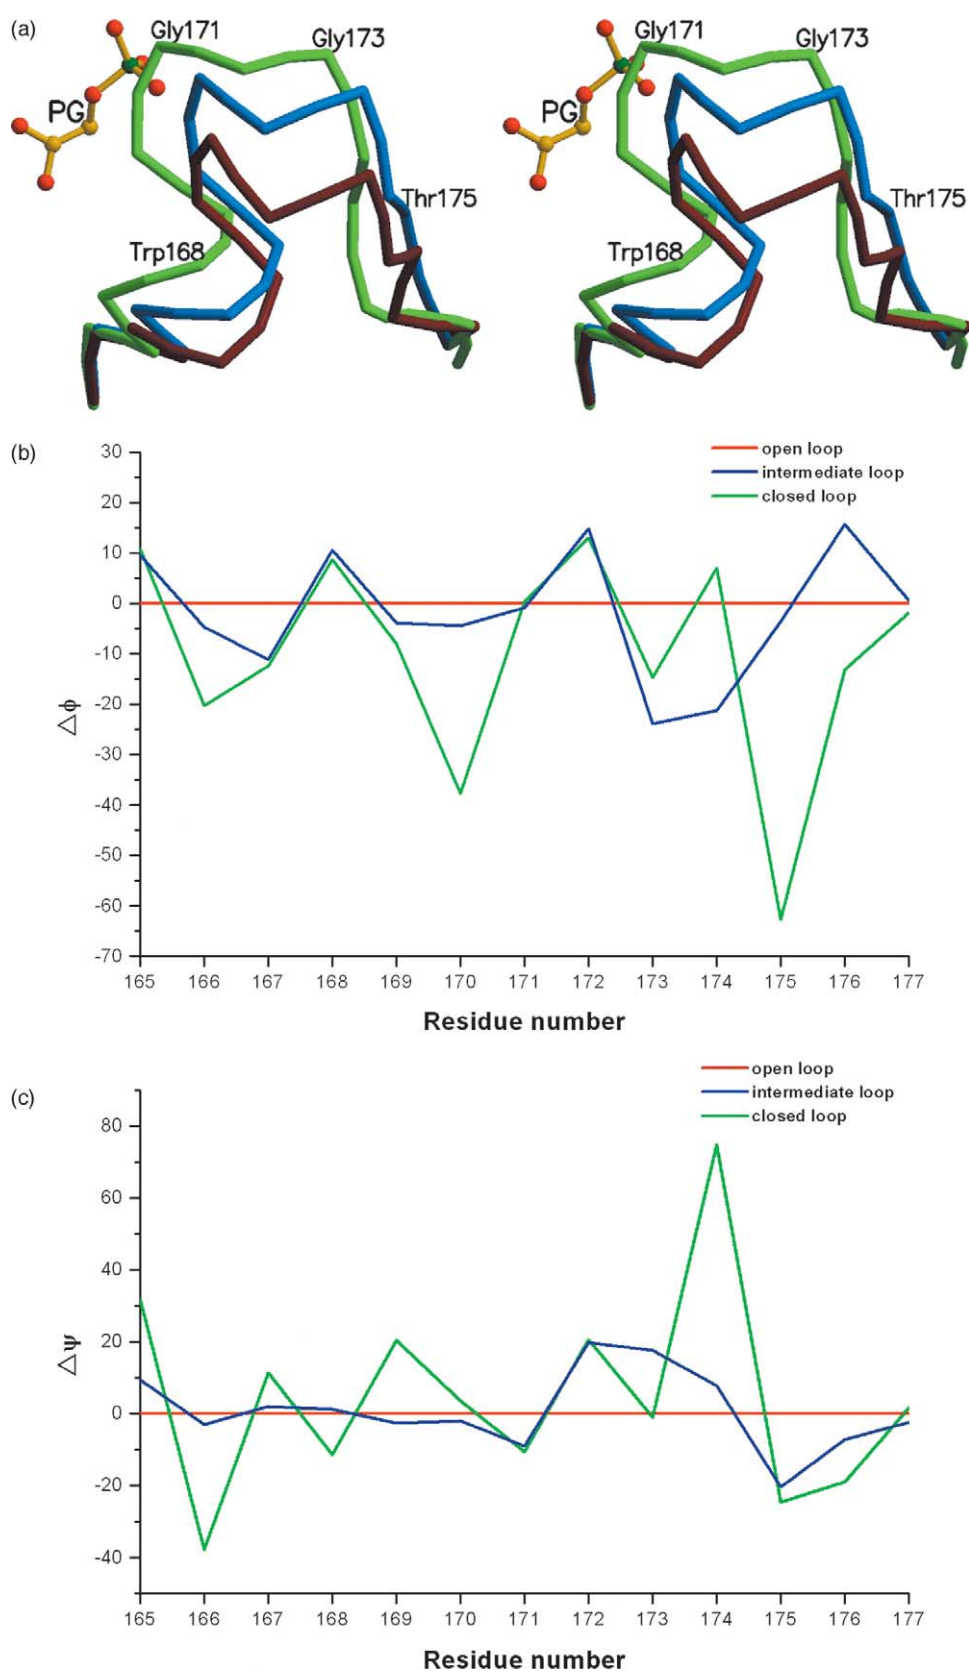 (a)
Gly171
Gly173
PG
Thr175
Trp168
Gly171
Gly173
PG
Thr175
Trp168
(b)
open loop
intermediate loop
closed loop
30
20
10
0
-10
-20
-30
-40
-50
-60
-70
△ϕ
165 166 167 168 169 170 171 172 173 174 175 176 177
Residue number
(c)
open loop
intermediate loop
closed loop
80
60
40
20
0
-20
-40
△ψ
165 166 167 168 169 170 171 172 173 174 175 176 177
Residue number